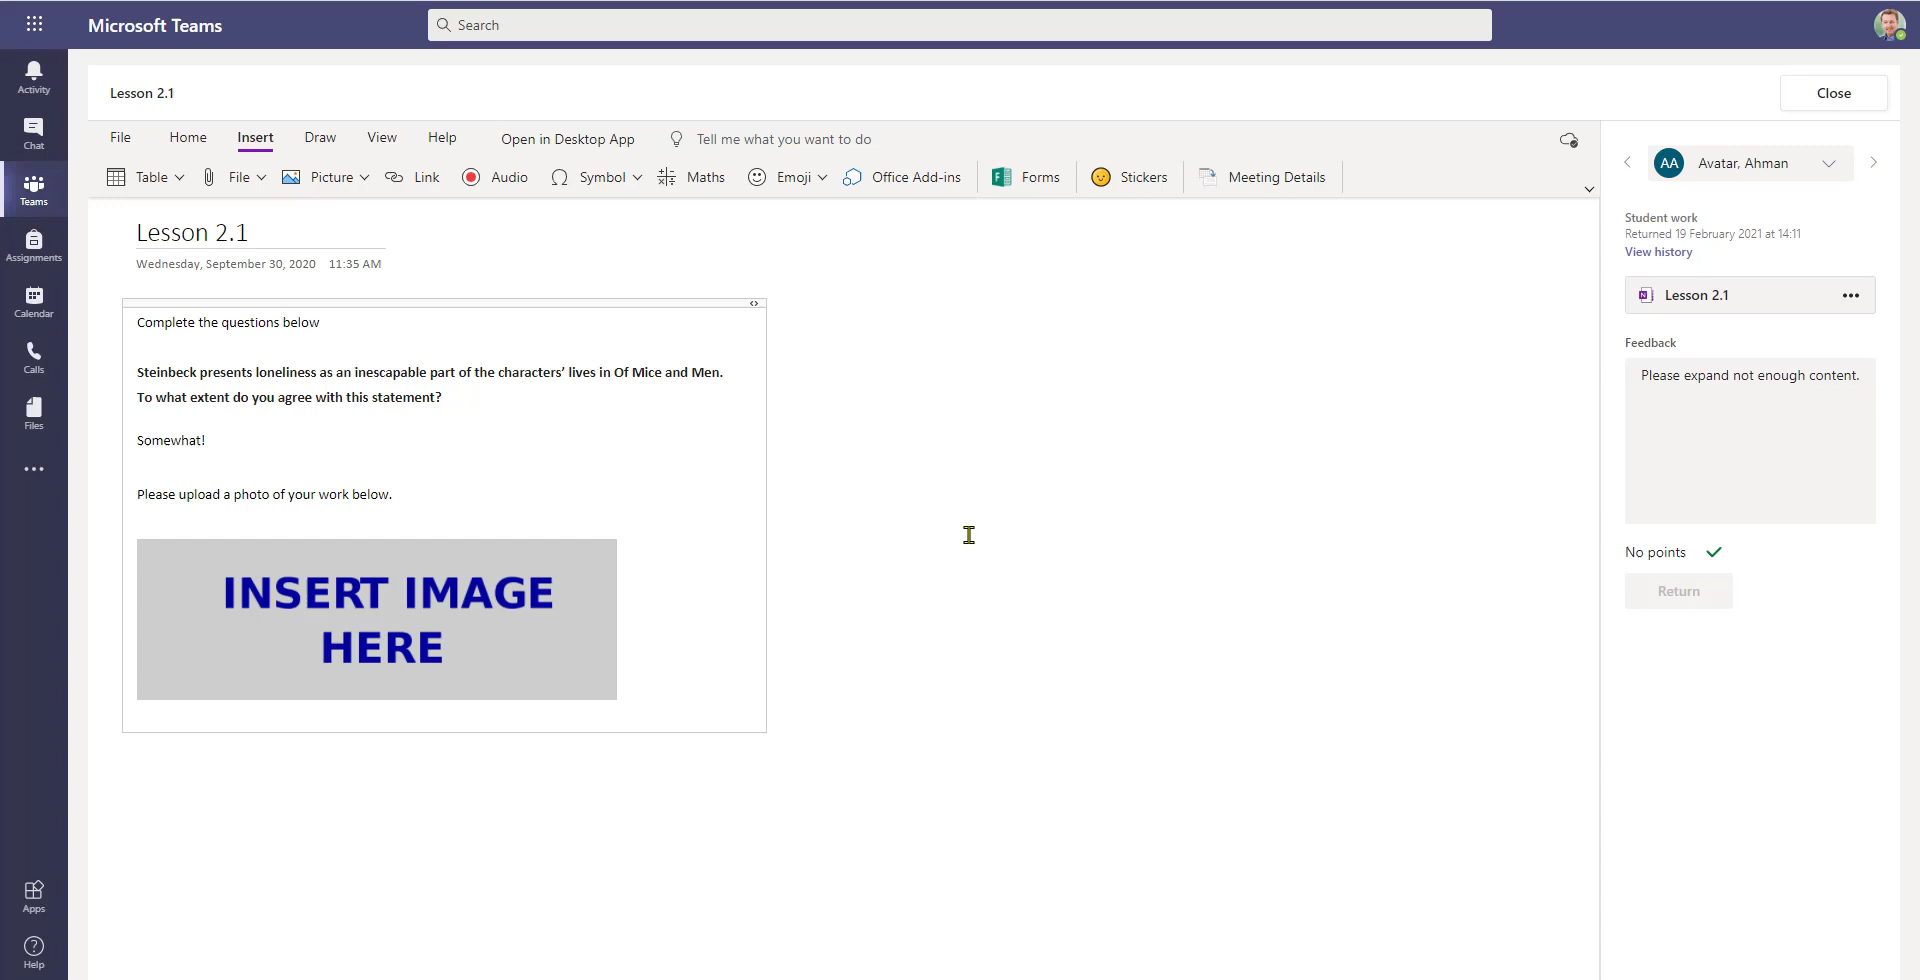 Microsoft Teams
Search
Activity
Chat
Teams
Assignments
Calendar
Calls
Files
Apps
Help
Lesson 2.1
Close
File Home Insert Draw View Help Open in Desktop App Tell me what you want to do
Table File Picture Link Audio Symbol Maths Emoji Office Add-ins Forms Stickers Meeting Details
Lesson 2.1
Wednesday, September 30, 2020 11:35 AM
Complete the questions below
Steinbeck presents loneliness as an inescapable part of the characters’ lives in Of Mice and Men.
To what extent do you agree with this statement?
Somewhat!
Please upload a photo of your work below.
INSERT IMAGE
HERE
AA Avatar, Ahman
Student work
Returned 19 February 2021 at 14:11
View history
N Lesson 2.1
Feedback
Please expand not enough content.
No points
Return